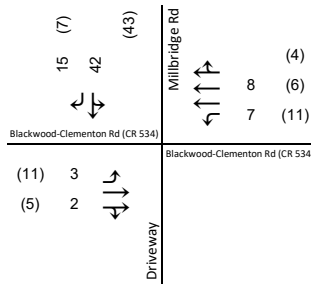 (7) (43)
15 42
Millbridge Rd
(4)
8 (6)
7 (11)
Blackwood-Clementon Rd (CR 534)
Blackwood-Clementon Rd (CR 534
(11) 3
(5) 2
Driveway